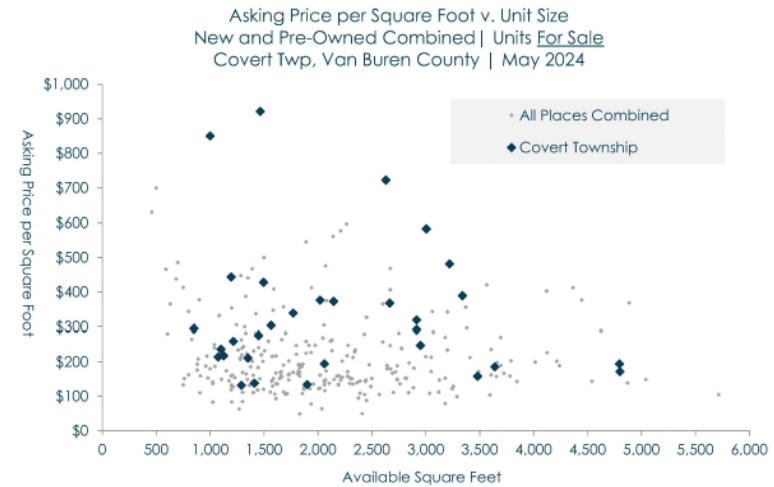 Asking Price per Square Foot v. Unit Size
New and Pre-Owned Combined| Units For Sale
Covert Twp, Van Buren County | May 2024
Asking Price per Square Foot
$1,000
$900
$800
$700
$600
$500
$400
$300
$200
$100
$0
All Places Combined
Covert Township
0 500 1,000 1,500 2,000 2,500 3,000 3,500 4,000 4,500 5,000 5,500 6,000
Available Square Feet